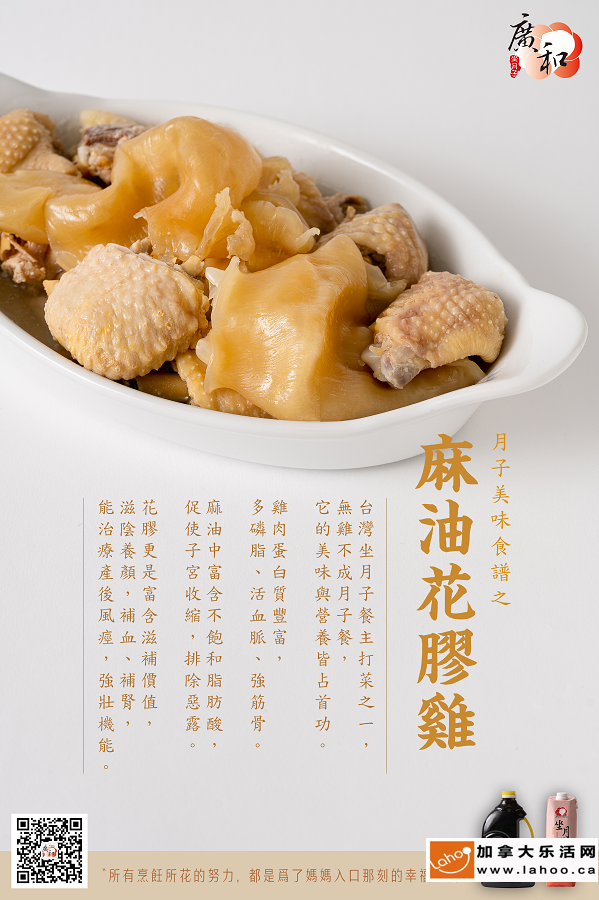 廣和
坐月子
月子美味食譜之
麻油花膠雞
台灣坐月子餐主打菜之一，
無雞不成月子餐，
它的美味與營養皆占首功。
雞肉蛋白質豐富，
多磷脂、活血脈、強筋骨。
麻油中富含不飽和脂肪酸，
促使子宮收縮，排除惡露。
花膠更是富含滋補價值，
滋陰養顏，補血、補腎，
能治療產後風瘂，強壯機能。
坐月
"所有烹飪所花的努力，都是爲了媽媽入口那刻的幸福
Lahoo
加拿大乐活网
www.lahoo.ca